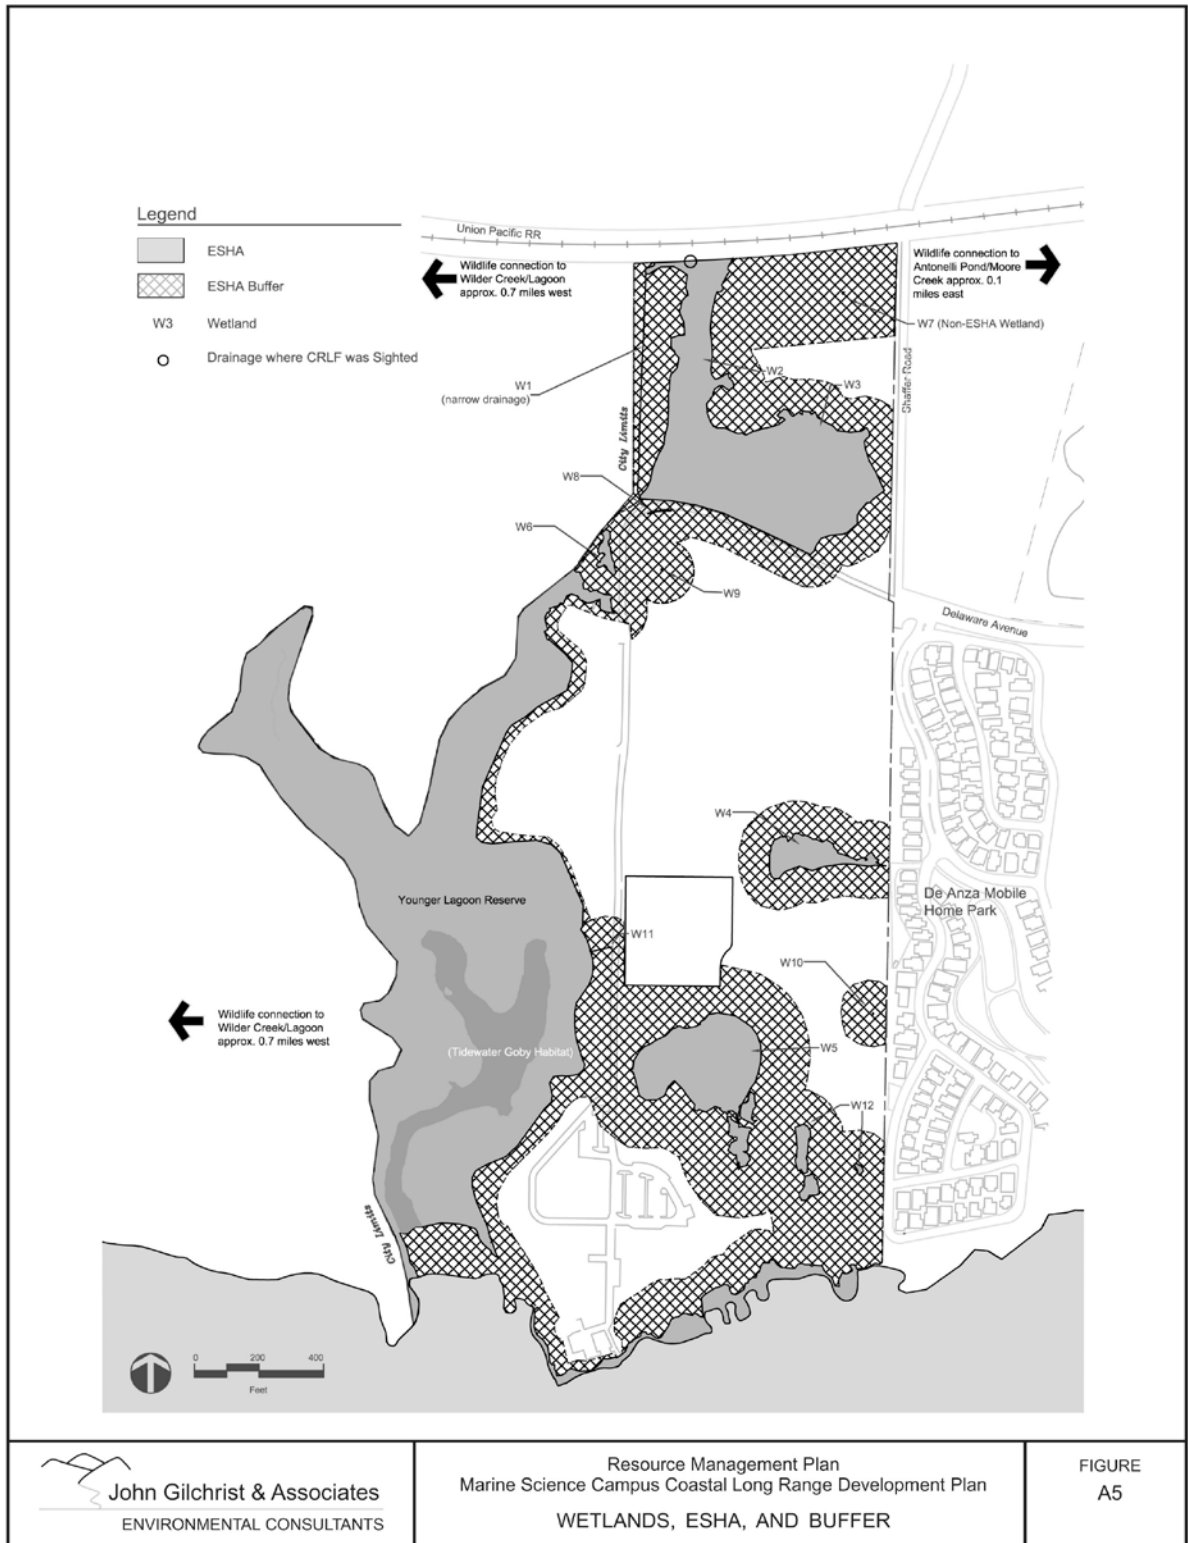 Legend
ESHA
ESHA Buffer
W3 Wetland
Drainage where CRLF was Sighted
Union Pacific RR
Wildlife connection to
Wilder Creek/Lagoon
approx. 0.7 miles west
Wildlife connection to
Antonelli Pond/Moore
Creek approx. 0.1
miles east
W7 (Non-ESHA Wetland)
Shaffer Road
W1
(narrow drainage)
W2
W3
City Limits
W8
W6
W9
Delaware Avenue
W4
De Anza Mobile
Home Park
Younger Lagoon Reserve
W11
W10
Wildlife connection to
Wilder Creek/Lagoon
approx. 0.7 miles west
(Tidewater Goby Habitat)
W5
W12
City Limits
0 200 400
Feet
John Gilchrist & Associates
ENVIRONMENTAL CONSULTANTS
Resource Management Plan
Marine Science Campus Coastal Long Range Development Plan
WETLANDS, ESHA, AND BUFFER
FIGURE
A5